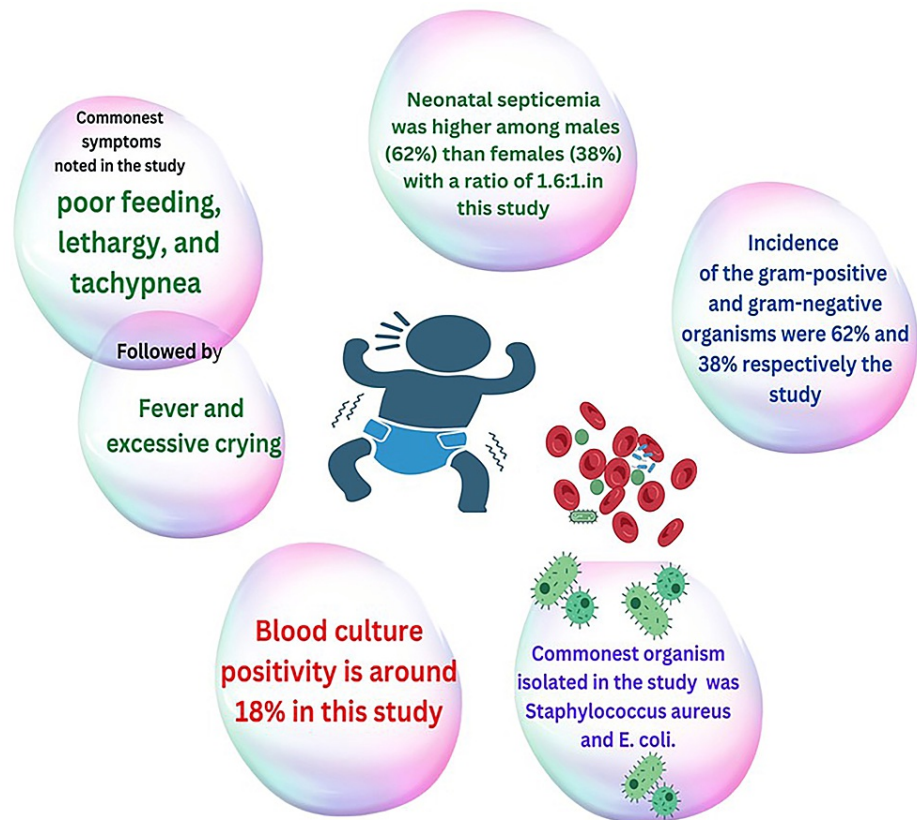 Commonest
symptoms
noted in the study
poor feeding,
lethargy, and
tachypnea
Followed by
Fever and
excessive crying
Neonatal septicemia
was higher among males
(62%) than females (38%)
with a ratio of 1.6:1.in
this study
Incidence
of the gram-positive
and gram-negative
organisms were 62% and
38% respectively the
study
Blood culture
positivity is around
18% in this study
Commonest organism
isolated in the study was
Staphylococcus aureus
and E. coli.